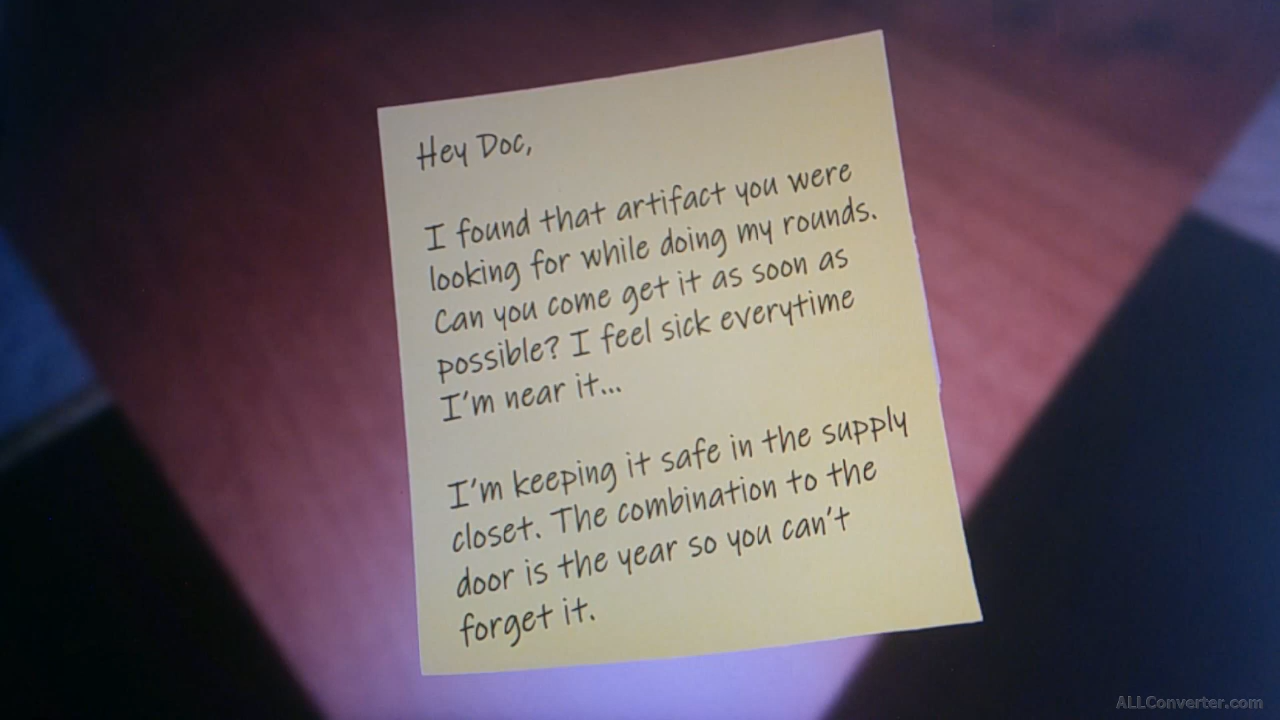 Hey Doc,
I found that artifact you were
looking for while doing my rounds.
Can you come get it as soon as
possible? I feel sick everytime
I'm near it...
I'm keeping it safe in the supply
closet. The combination to the
door is the year so you can't
forget it.
ALLConverter.com